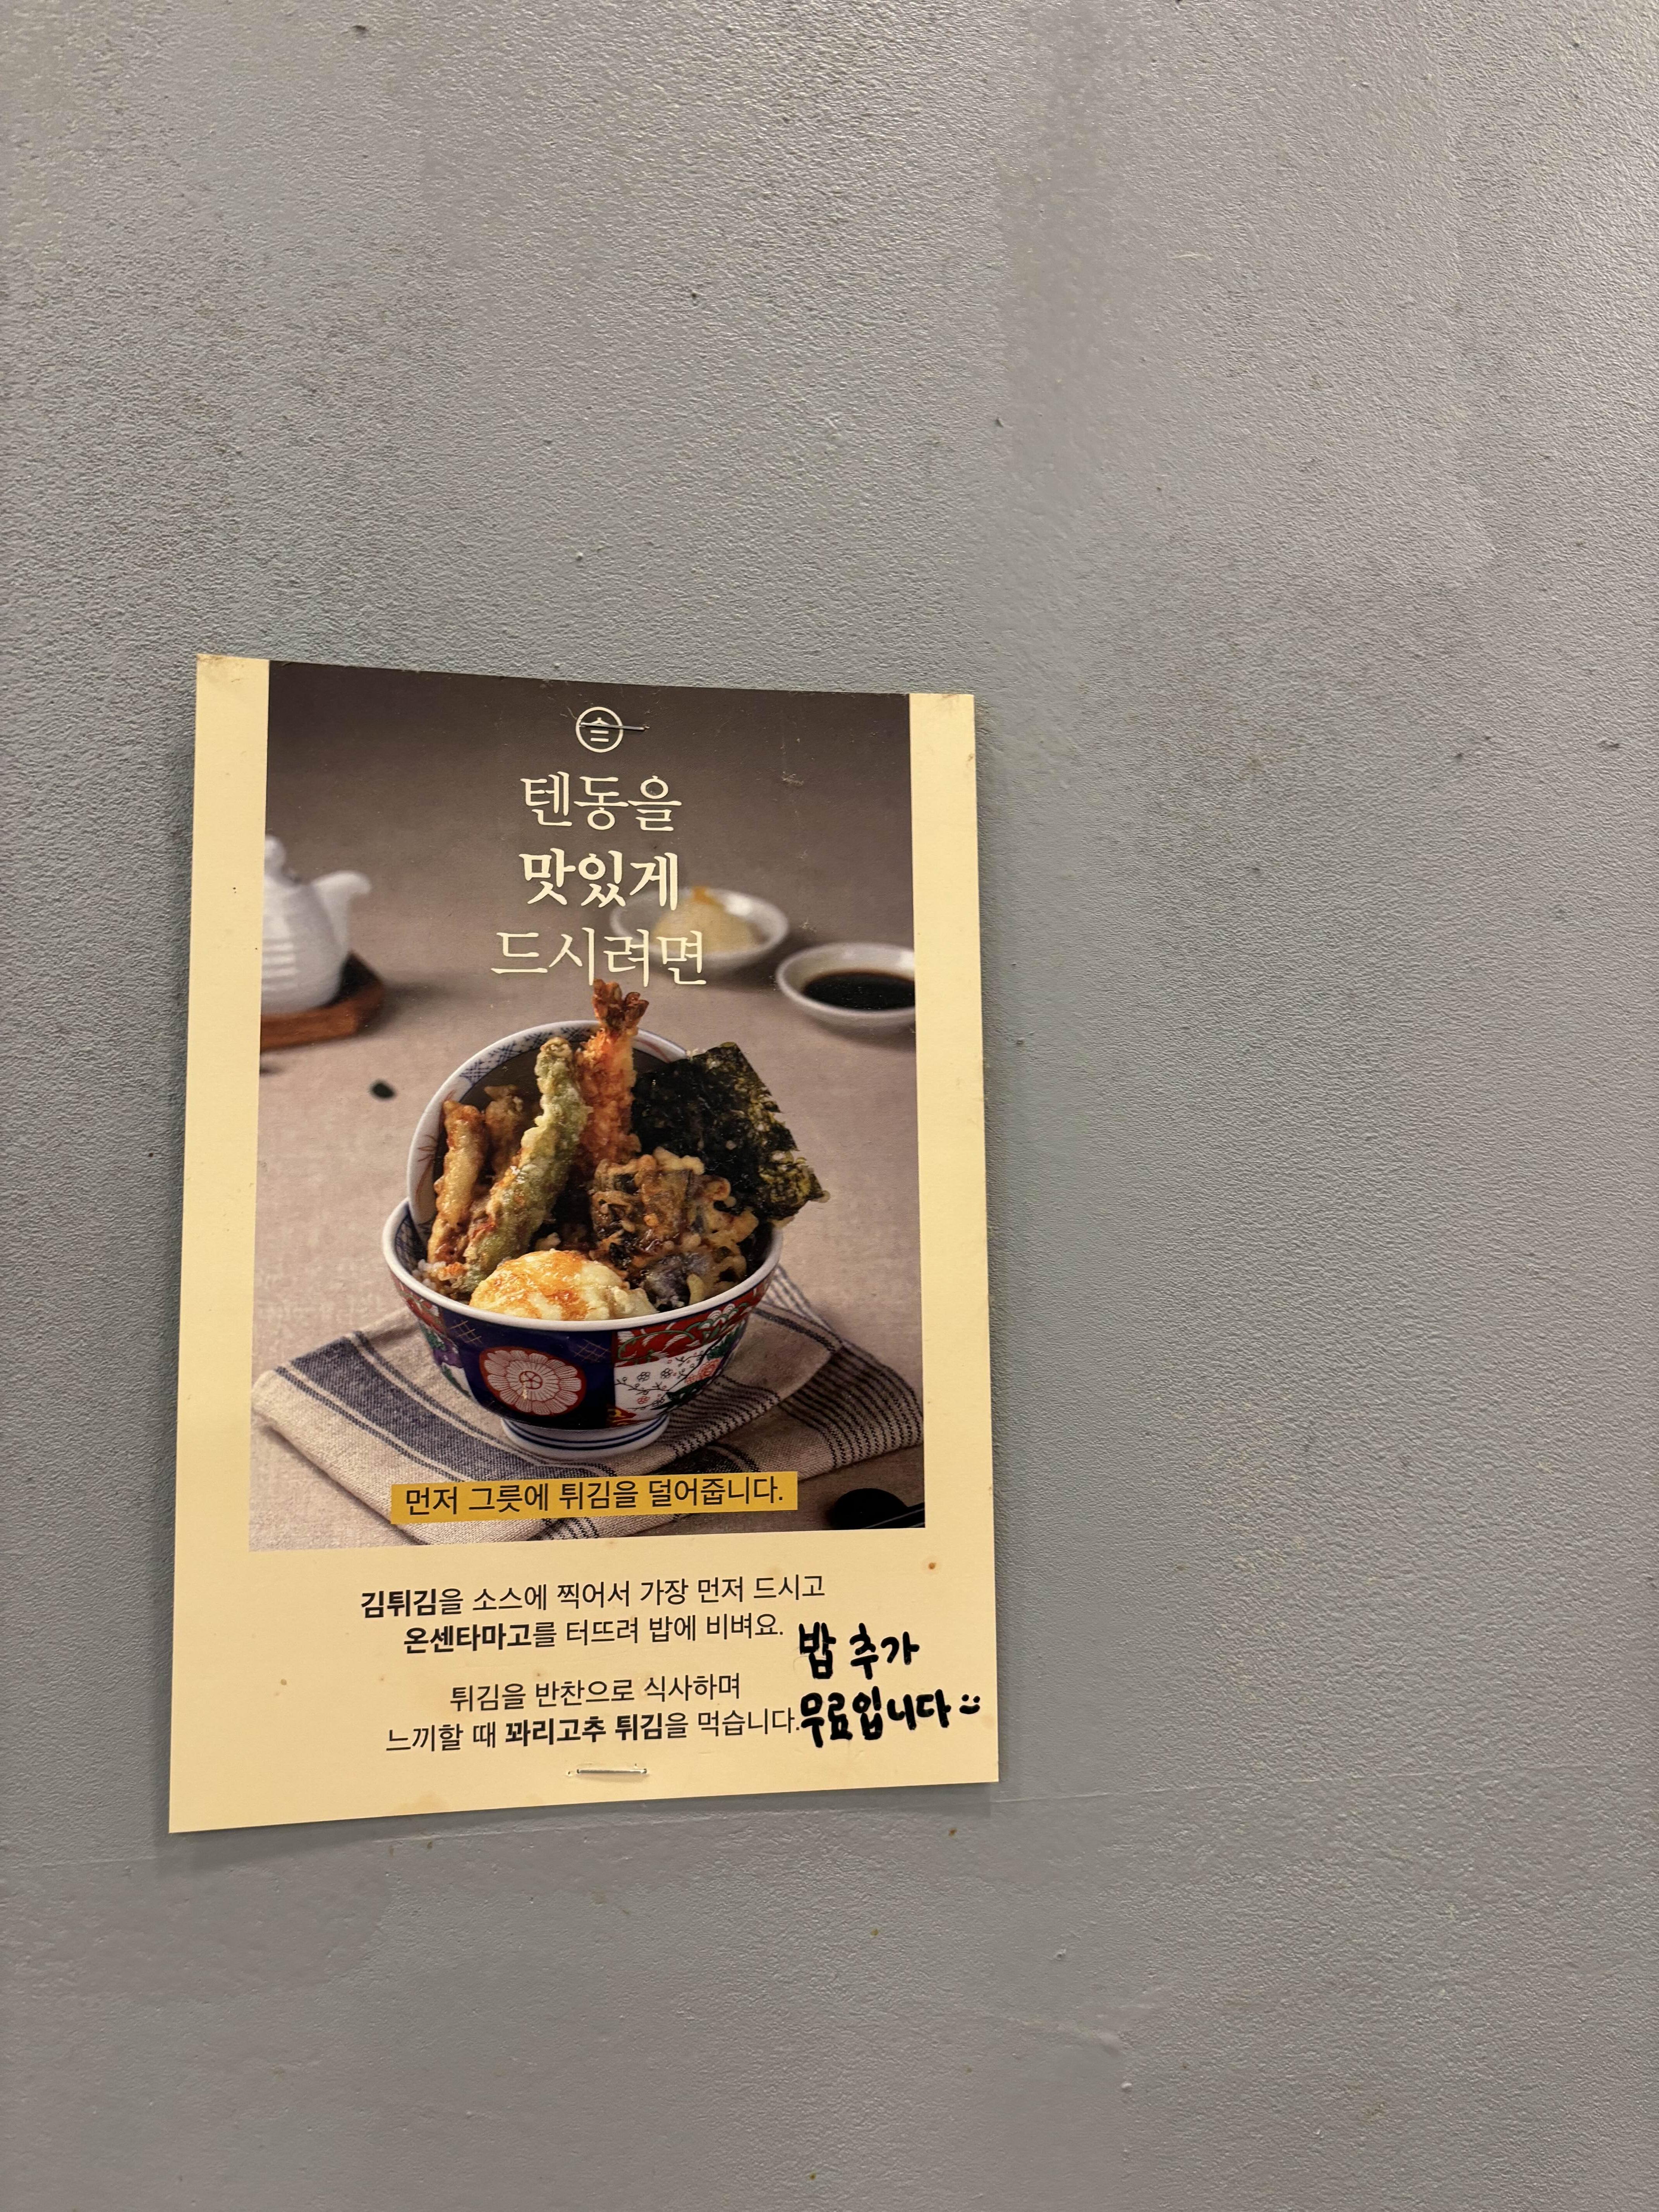 텐동을
맛있게
드시려면
먼저 그릇에 튀김을 덜어줍니다.
김튀김을 소스에 찍어서 가장 먼저 드시고
온센타마고를 터뜨려 밥에 비벼요.
튀김을 반찬으로 식사하며
느끼할 때 꽈리고추 튀김을 먹습니다.
밥 추가
무료입니다